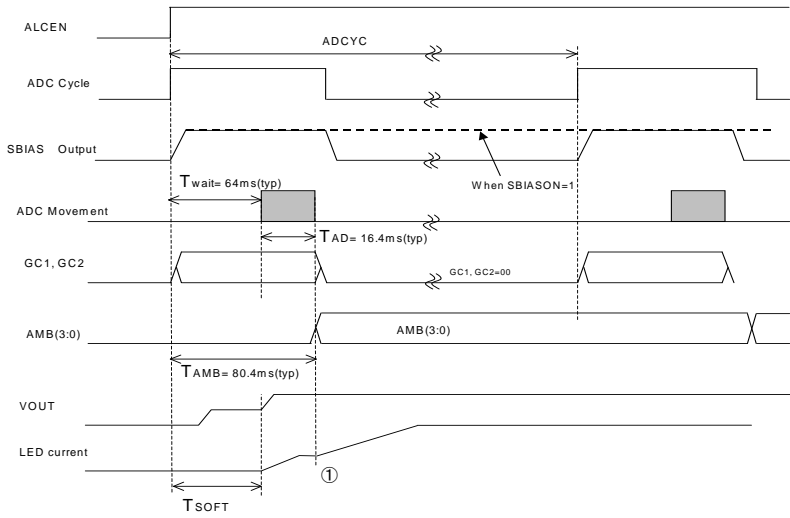 ALCEN
ADCYC
ADC Cycle
SBIAS Output
When SBIASON=1
Twait= 64ms(typ)
ADC Movement
TAD= 16.4ms(typ)
GC1, GC2
GC1, GC2=00
AMB(3:0)
AMB(3:0)
TAMB= 80.4ms(typ)
VOUT
LED current
①
TSOFT